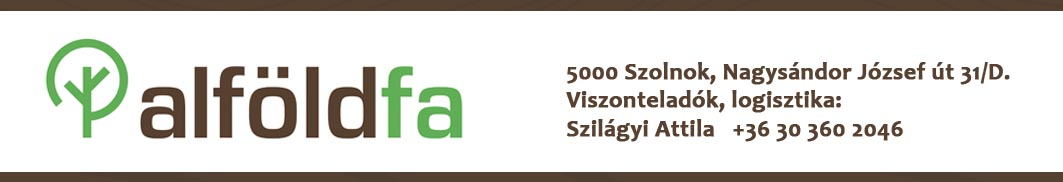 alföldfa
5000 Szolnok, Nagysándor József út 31/D.
Viszonteladók, logisztika:
Szilágyi Attila +36 30 360 2046